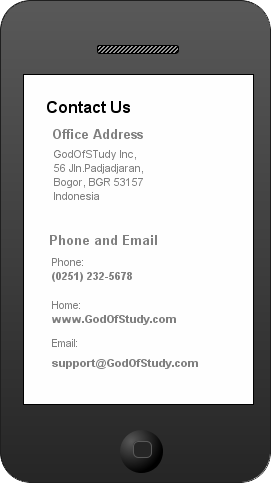 Contact Us
Office Address
GodOfSTudy Inc,
56 Jln.Padjadjaran,
Bogor, BGR 53157
Indonesia
Phone and Email
Phone:
(0251) 232-5678
Home:
www.GodOfStudy.com
Email:
support@GodOfStudy.com